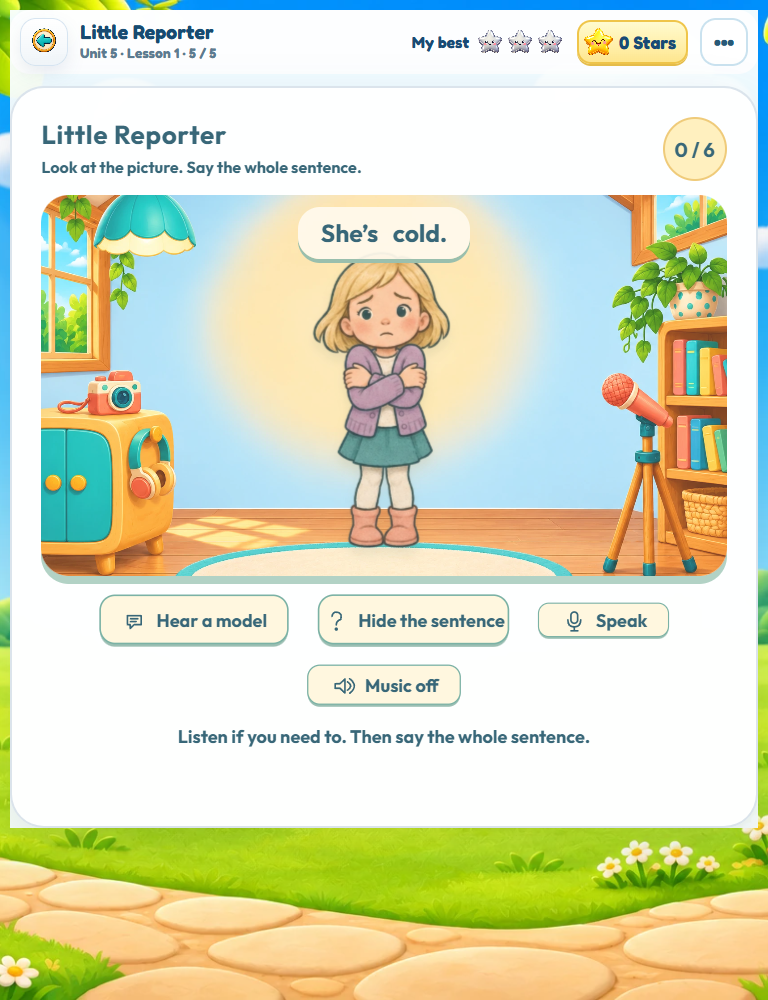 Little Reporter
Unit 5 · Lesson 1 · 5 / 5
My best
0 Stars
Little Reporter
Look at the picture. Say the whole sentence.
0 / 6
She's cold.
Hear a model
? Hide the sentence
Speak
Music off
Listen if you need to. Then say the whole sentence.